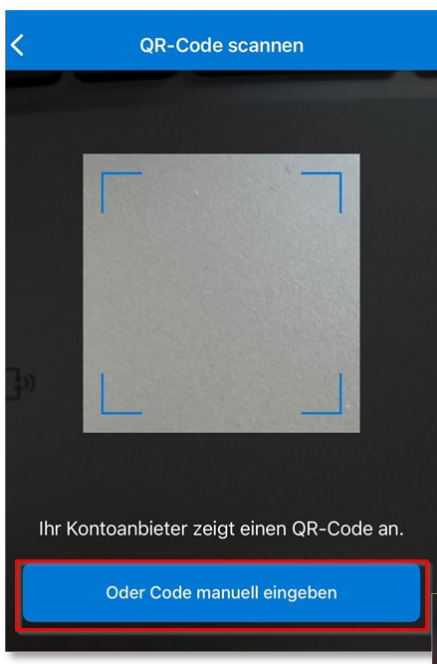 QR-Code scannen
Ihr Kontoanbieter zeigt einen QR-Code an.
Oder Code manuell eingeben